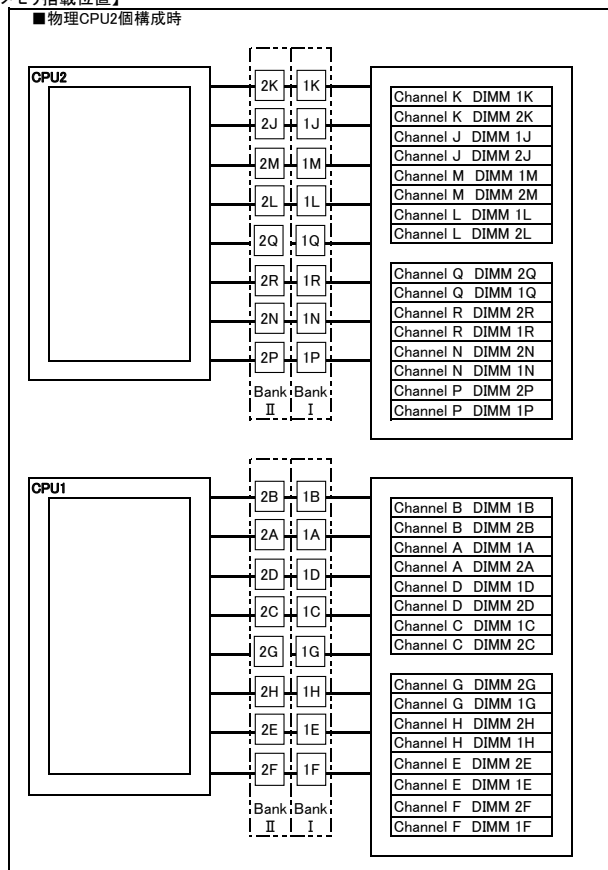 メモリ搭載位置】
■物理CPU2個構成時
CPU2
2K 1K
2J 1J
2M 1M
2L 1L
2Q 1Q
2R 1R
2N 1N
2P 1P
Bank Bank
Ⅱ Ⅰ
Channel K DIMM 1K
Channel K DIMM 2K
Channel J DIMM 1J
Channel J DIMM 2J
Channel M DIMM 1M
Channel M DIMM 2M
Channel L DIMM 1L
Channel L DIMM 2L
Channel Q DIMM 2Q
Channel Q DIMM 1Q
Channel R DIMM 2R
Channel R DIMM 1R
Channel N DIMM 2N
Channel N DIMM 1N
Channel P DIMM 2P
Channel P DIMM 1P
CPU1
2B 1B
2A 1A
2D 1D
2C 1C
2G 1G
2H 1H
2E 1E
2F 1F
Bank Bank
Ⅱ Ⅰ
Channel B DIMM 1B
Channel B DIMM 2B
Channel A DIMM 1A
Channel A DIMM 2A
Channel D DIMM 1D
Channel D DIMM 2D
Channel C DIMM 1C
Channel C DIMM 2C
Channel G DIMM 2G
Channel G DIMM 1G
Channel H DIMM 2H
Channel H DIMM 1H
Channel E DIMM 2E
Channel E DIMM 1E
Channel F DIMM 2F
Channel F DIMM 1F